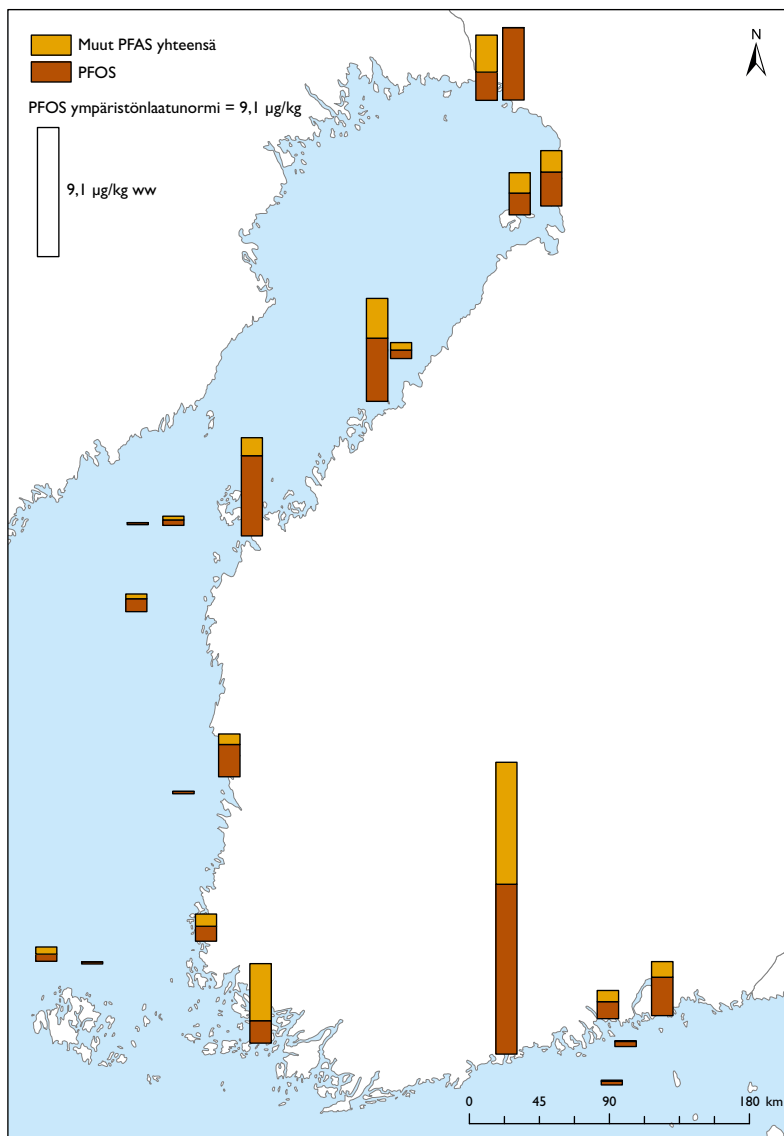 Muut PFAS yhteensä
PFOS
PFOS ympäristönlaatunormi = 9,1 µg/kg
9,1 µg/kg ww
N
0 45 90 180 km